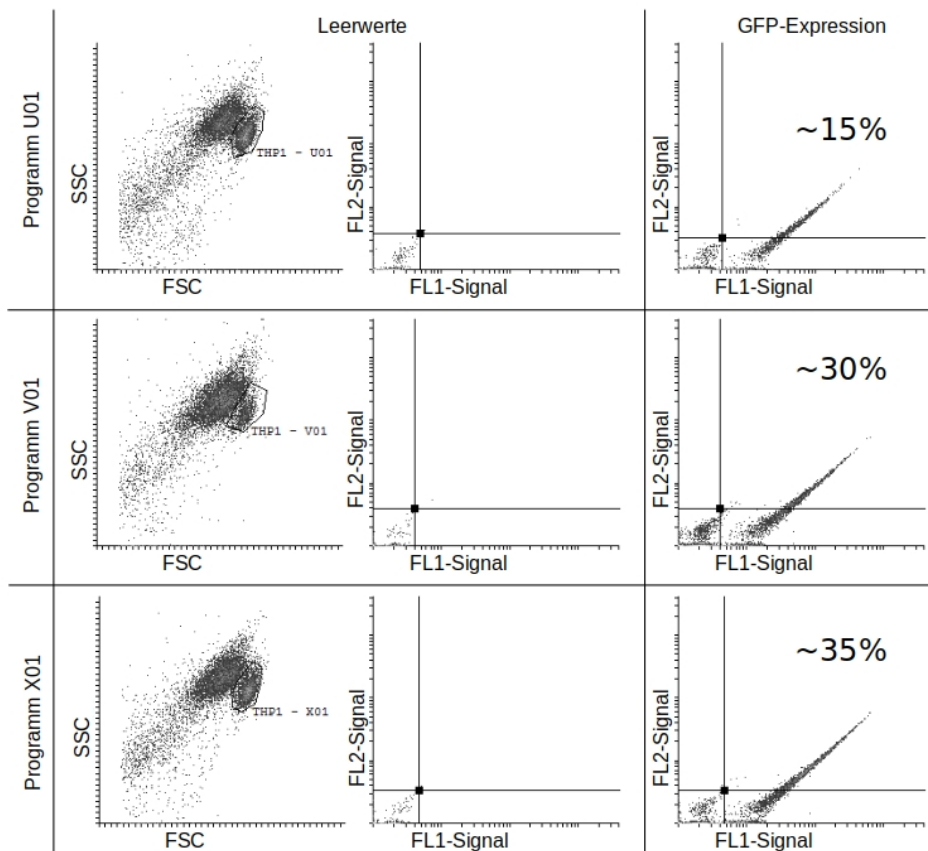 Leerwerte
GFP-Expression
Programm U01
SSC
FSC
THP1 - U01
FL2-Signal
FL1-Signal
FL2-Signal
FL1-Signal
~15%
Programm V01
SSC
FSC
THP1 - V01
FL2-Signal
FL1-Signal
FL2-Signal
FL1-Signal
~30%
Programm X01
SSC
FSC
THP1 - X01
FL2-Signal
FL1-Signal
FL2-Signal
FL1-Signal
~35%